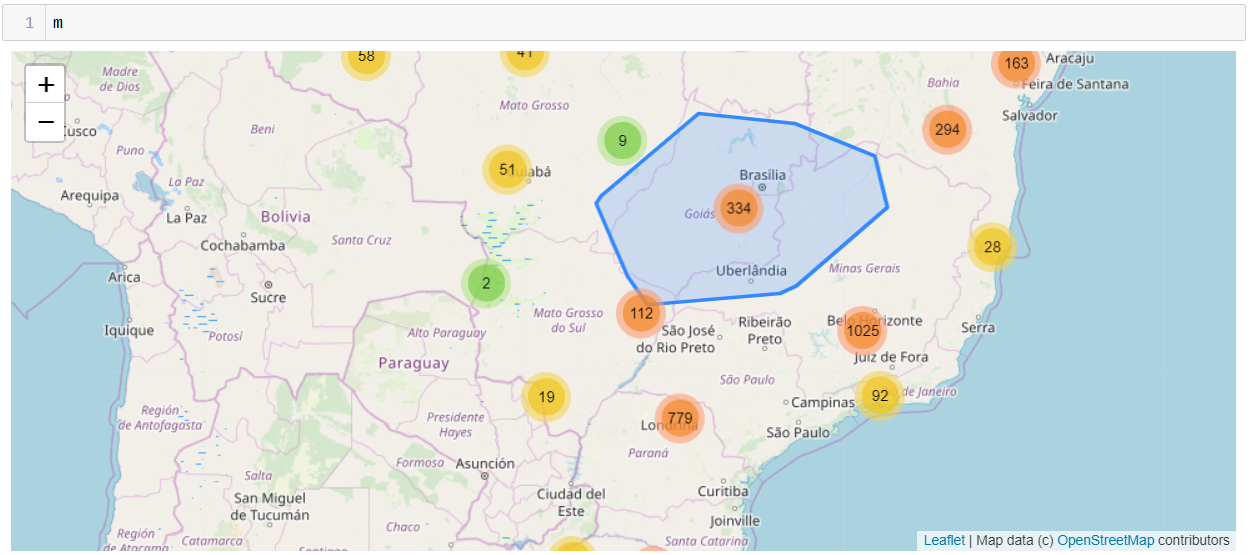 1 m
58
41
163
Aracaju
Madre
de Dios
Mato Grosso
Bahia
Feira de Santana
+
−
Salvador
Cusco
Beni
9
294
Puno
51
Cuiabá
Brasília
La Paz
Arequipa
La Paz
Bolivia
Goiás
334
Santa Cruz
Cochabamba
28
Arica
2
Uberlândia
Minas Gerais
Sucre
Iquique
Potosí
Alto Paraguay
Mato Grosso
do Sul
112
São José
do Rio Preto
Ribeirão
Preto
Belo Horizonte
1025
Serra
Juiz de Fora
Paraguay
São Paulo
19
92
Rio de Janeiro
Campinas
Región
de Antofagasta
Presidente
Hayes
779
Londrina
São Paulo
Paraná
Formosa
Asunción
Salta
San Miguel
de Tucumán
Ciudad del
Este
Curitiba
Joinville
Chaco
Región
de Atacama
Catamarca
Santiago
Santa Catarina
Leaflet | Map data (c) OpenStreetMap contributors